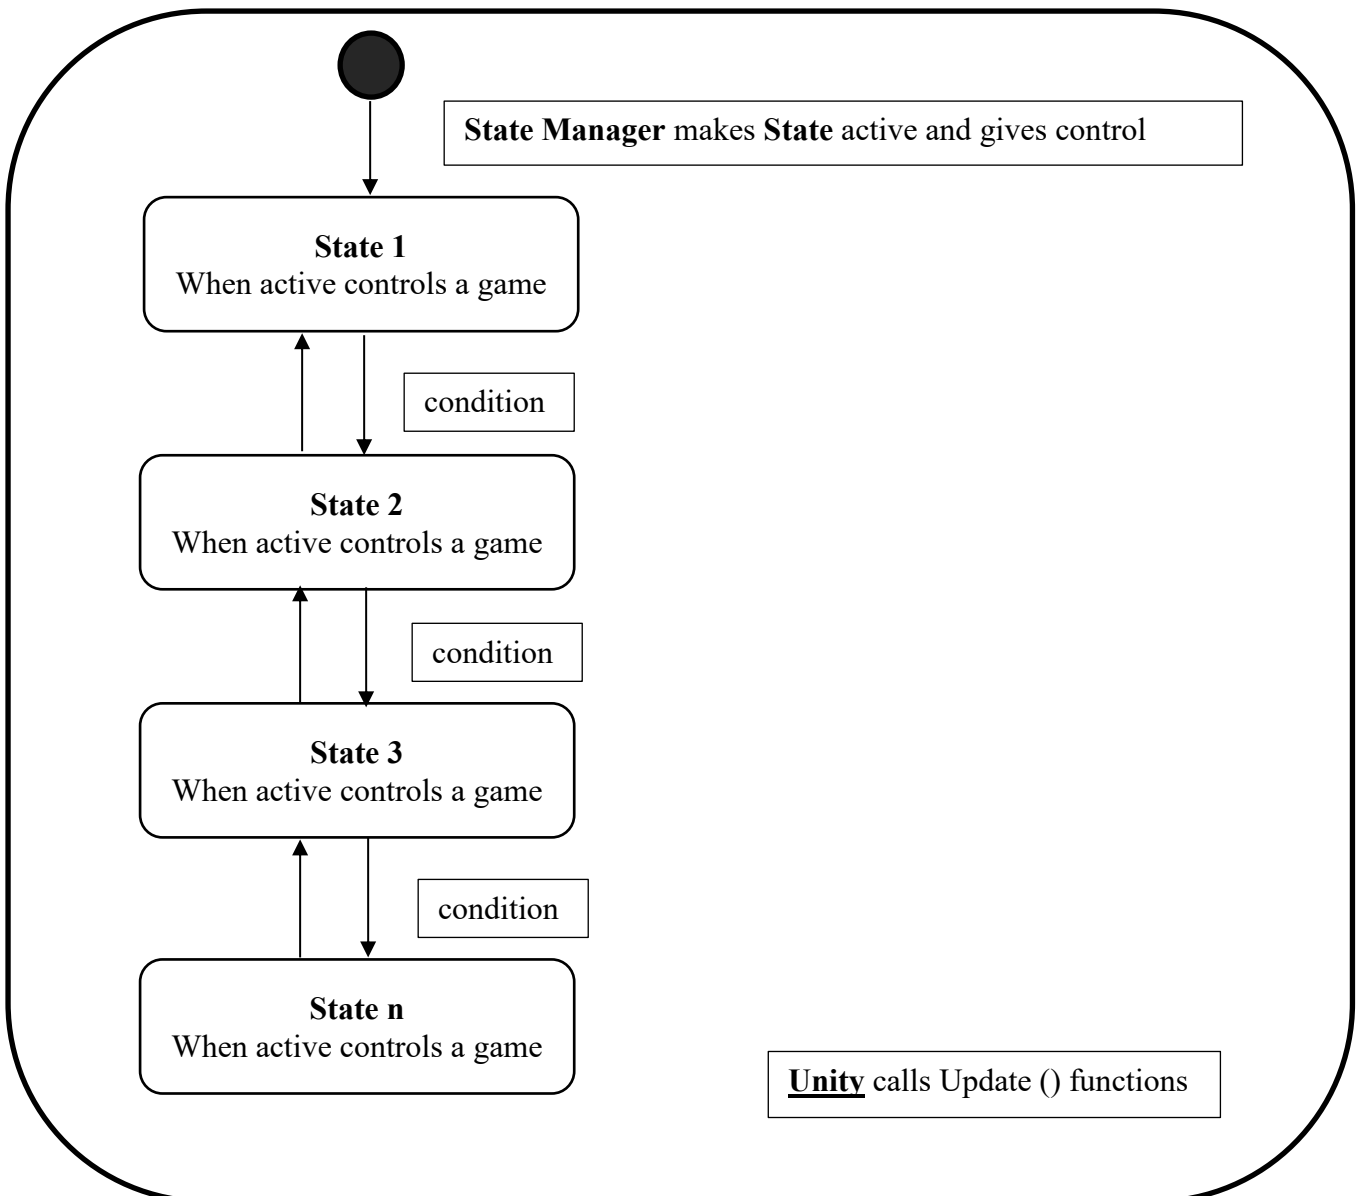 State Manager makes State active and gives control
State 1
When active controls a game
condition
State 2
When active controls a game
condition
State 3
When active controls a game
condition
State n
When active controls a game
Unity calls Update () functions